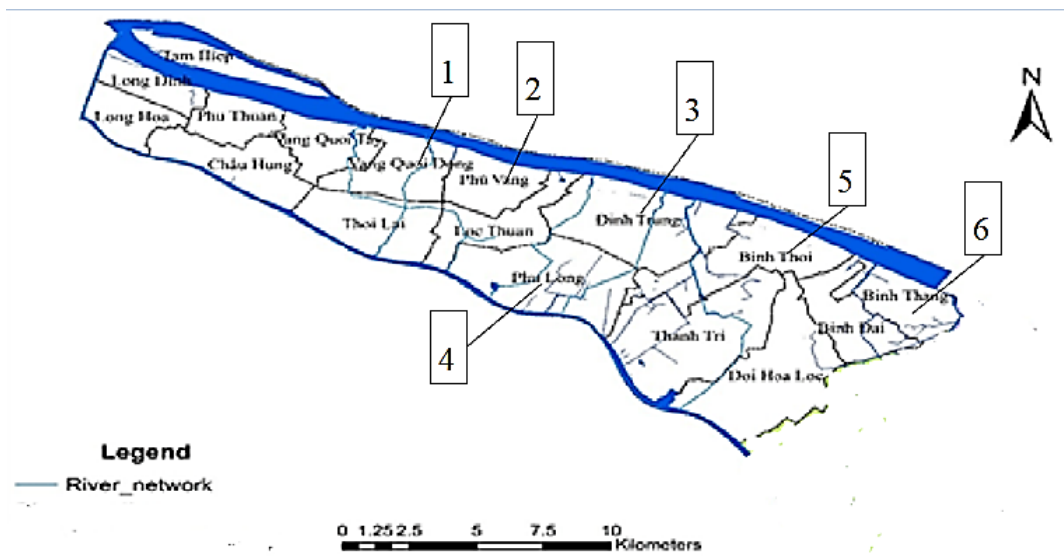 Tam Hiep
Long Dinh
Long Hoa
Phu Thuan
Vang Quoi Tay
Vang Quoi Dong
Châu Hung
Phú Vang
Thoi Lai
Loc Thuan
Dinh Trung
Phu Long
Binh Thoi
Binh Thang
Thanh Tri
Binh Dai
Doi Hoa Loc
1
2
3
4
5
6
N
Legend
River_network
0 1.25 2.5 5 7.5 10
Kilometers